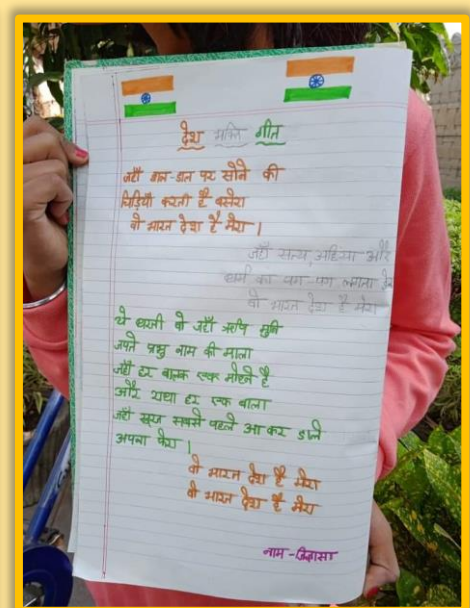 देश भक्ति गीत
जहाँ डाल-डाल पर सोने की
चिड़ियाँ करती है बसेरा
वो भारत देश है मेरा।
जहाँ सत्य, अहिंसा और
धर्म का पग-पग लगता
वो भारत देश है मेरा
ये धरती वो जहाँ ऋषि मुनि
जपते प्रभु नाम की माला
जहाँ हर बालक एक मोहन है
और राधा हर एक बाला
जहाँ सूरज सबसे पहले आ कर डाले
अपना फेरा।
वो भारत देश है मेरा
वो भारत देश है मेरा
नाम - जिज्ञासा